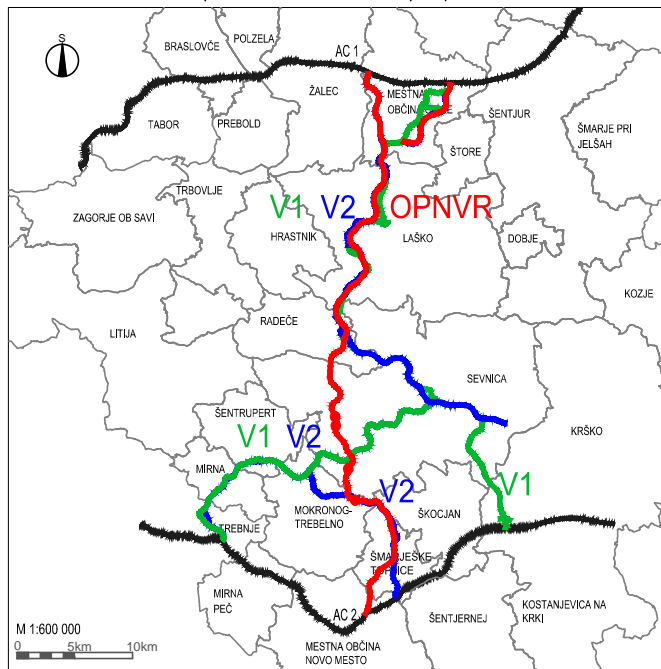 POLZELA
BRASLOVČE
S
AC 1
ŽALEC
MESTNA
OBČINA
ŠENTJUR
TABOR
PREBOLD
ŠMARJE PRI
JELŠAH
ŠTORE
TRBOVLJE
ZAGORJE OB SAVI
V1 V2 OPNVR
HRASTNIK
LAŠKO
DOBJE
KOZJE
LITIJA
RADEČE
SEVNICA
ŠENTRUPERT
V1 V2
KRŠKO
MIRNA
V2
V1
MOKRONOG-
TREBELNO
ŠKOCJAN
TREBNJE
ŠMARJEŠKE
TOPLICE
MIRNA
PEČ
AC 2
KOSTANJEVICA NA
KRKI
ŠENTJERNEJ
M 1:600 000
0 5km 10km
MESTNA OBČINA
NOVO MESTO